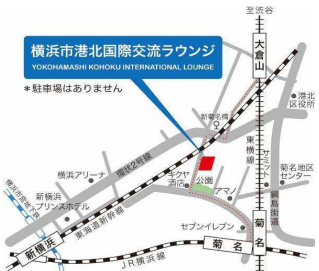 至渋谷
大倉山
横浜市港北国際交流ラウンジ
YOKOHAMASHI KOHOKU INTERNATIONAL LOUNGE
＊駐車場はありません
港北
区役所
新菊名橋
東横線
サミット
綱島街道
横浜アリーナ
環状2号線
キクヤ
酒店
公園
アマノ
菊名地区
センター
新横浜
プリンスホテル
東海道新幹線
横浜市営地下鉄
セブンイレブン
菊名
新横浜
JR横浜線
菊名